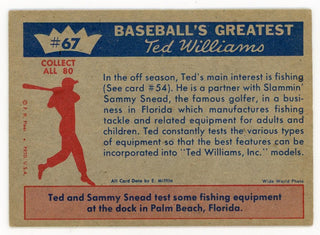 #67
BASEBALL'S GREATEST
Ted Williams
COLLECT
ALL 80
In the off season, Ted's main interest is fishing
(See card #54). He is a partner with Slammin'
Sammy Snead, the famous golfer, in a busi-
ness in Florida which manufactures fishing
tackle and related equipment for adults and
children. Ted constantly tests the various types
of equipment so that the best features can be
incorporated into "Ted Williams, Inc." models.
All Card Data by E. Mifflin
Wide World Photo
Ted and Sammy Snead test some fishing equipment
at the dock in Palm Beach, Florida.